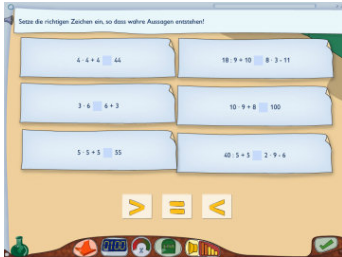 Setze die richtigen Zeichen ein, so dass wahre Aussagen entstehen!
4 · 4 + 4 44
18 : 9 + 10 8 · 3 - 11
3 · 6 6 + 3
10 · 9 + 8 100
5 · 5 + 5 35
40 : 5 + 5 2 · 9 - 6
> = <